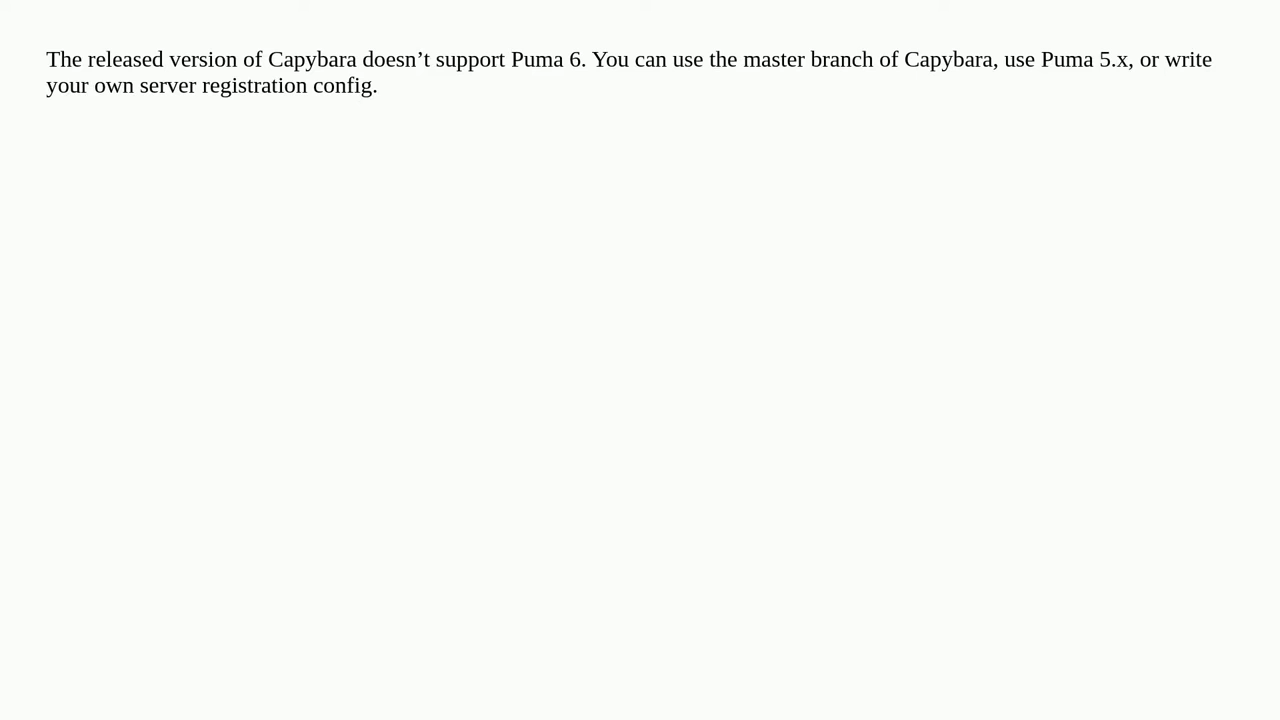 The released version of Capybara doesn’t support Puma 6. You can use the master branch of Capybara, use Puma 5.x, or write
your own server registration config.